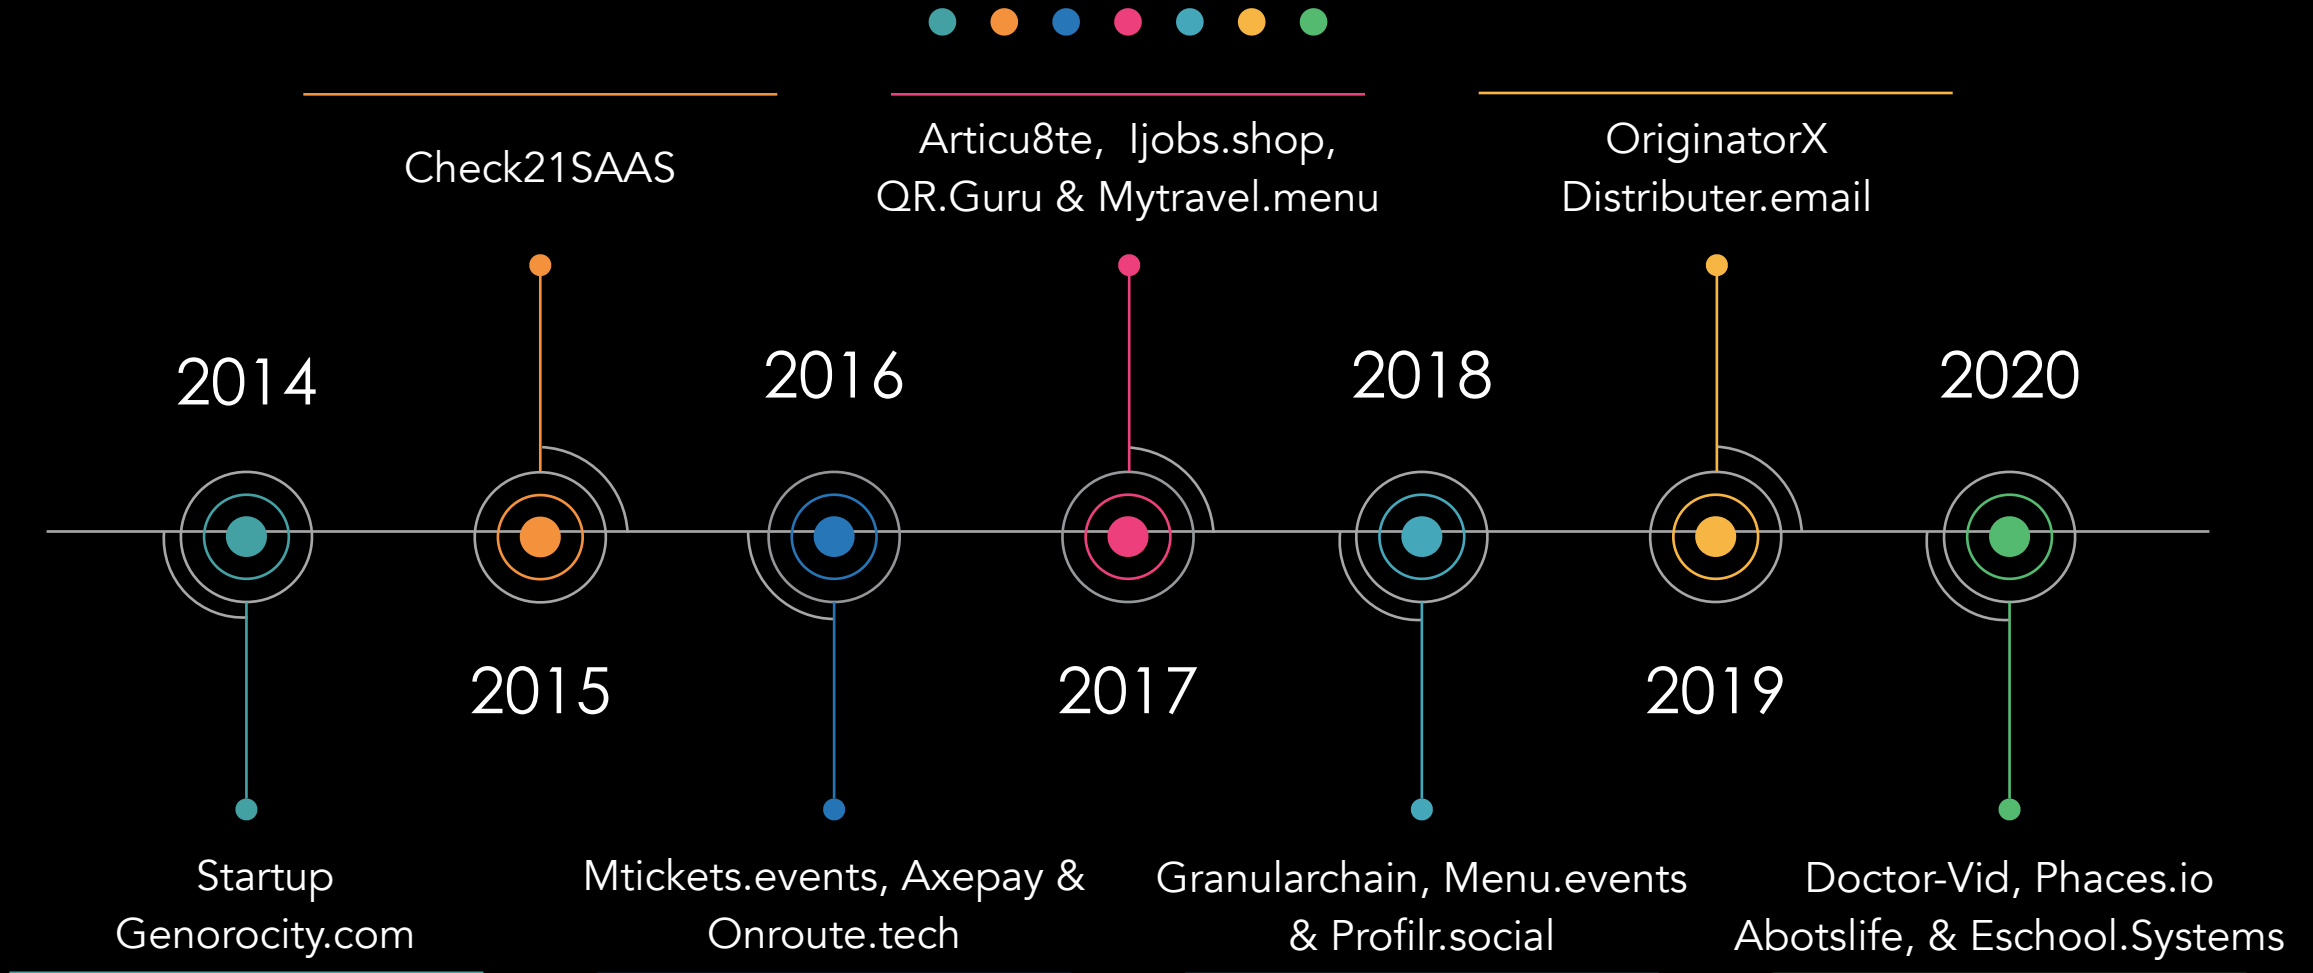 Check21SAAS
Articu8te, Ijobs.shop,
QR.Guru & Mytravel.menu
OriginatorX
Distributer.email
2014
2016
2018
2020
2015
2017
2019
Startup
Genorocity.com
Mtickets.events, Axepay &
Onroute.tech
Granularchain, Menu.events
& Profilr.social
Doctor-Vid, Phaces.io
Abotslife, & Eschool.Systems